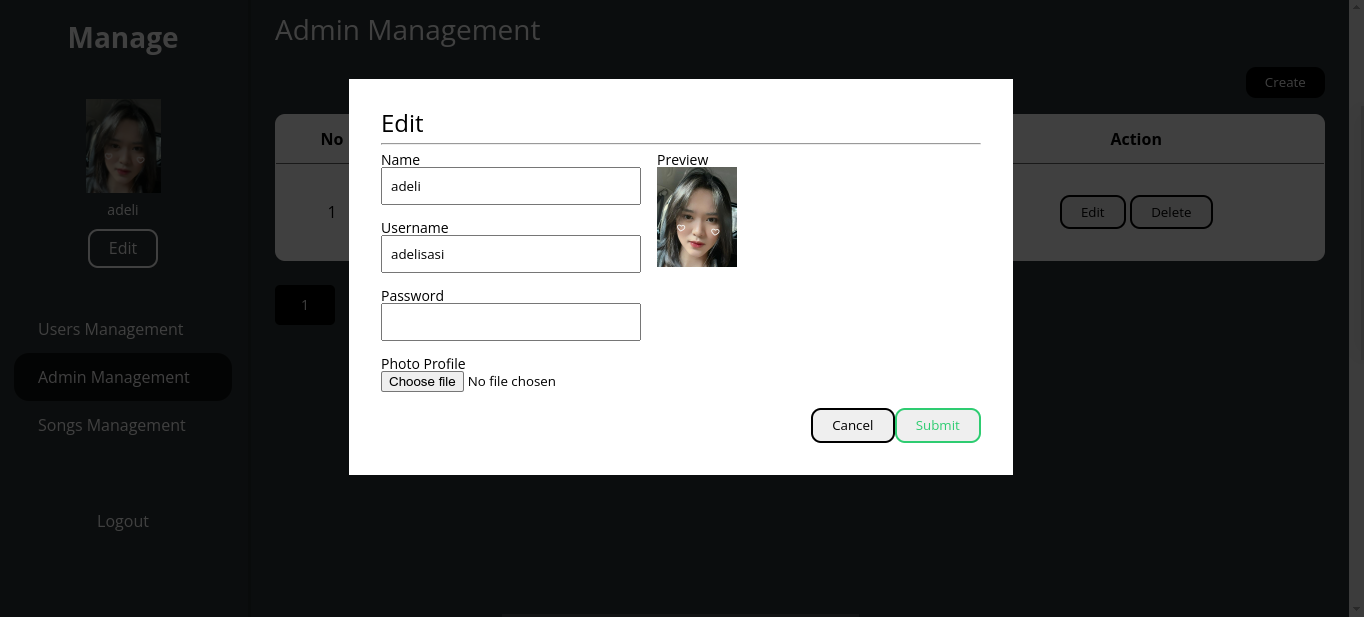 Manage
adeli
Edit
Users Management
Admin Management
Songs Management
Logout
Admin Management
Create
No
Action
1
Edit
Delete
1
Edit
Name
adeli
Username
adelisasi
Password
Photo Profile
Choose file No file chosen
Preview
Cancel
Submit